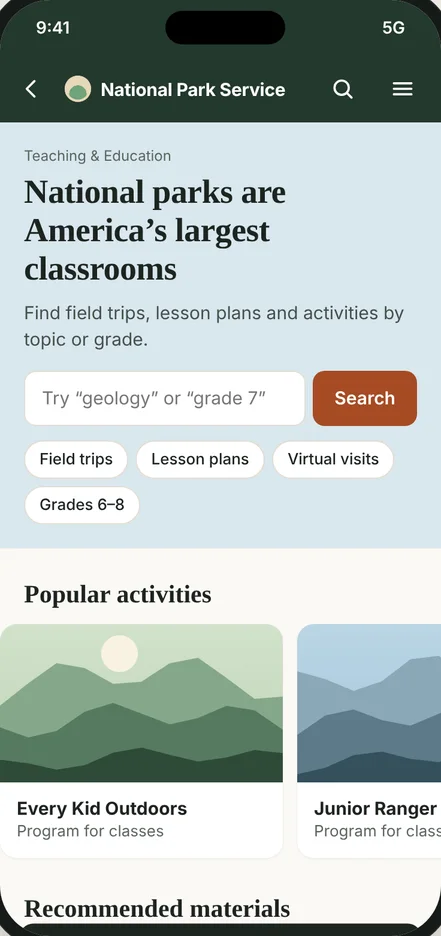 9:41
5G
National Park Service
Teaching & Education
National parks are
America’s largest
classrooms
Find field trips, lesson plans and activities by
topic or grade.
Try “geology” or “grade 7”
Search
Field trips
Lesson plans
Virtual visits
Grades 6–8
Popular activities
Every Kid Outdoors
Program for classes
Junior Ranger
Program for class
Recommended materials